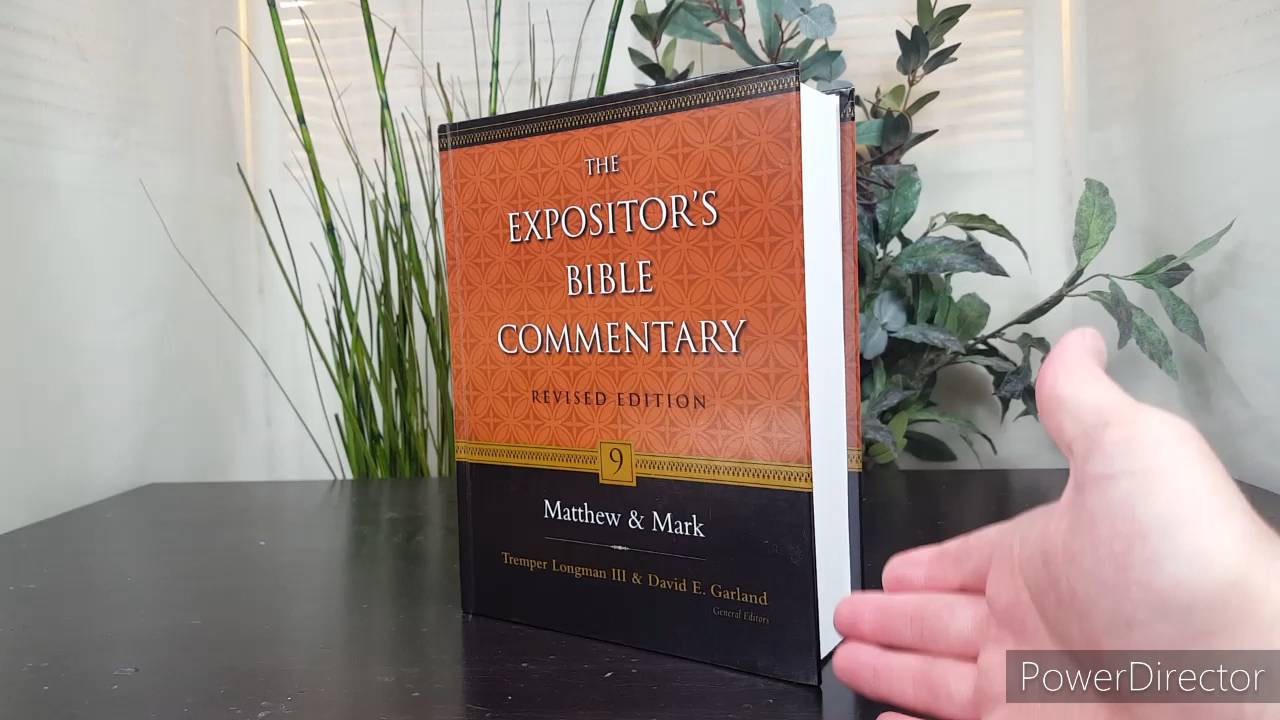 THE
EXPOSITOR'S
BIBLE
COMMENTARY
REVISED EDITION
9
Matthew & Mark
Tremper Longman III & David E. Garland
General Editors
PowerDirector